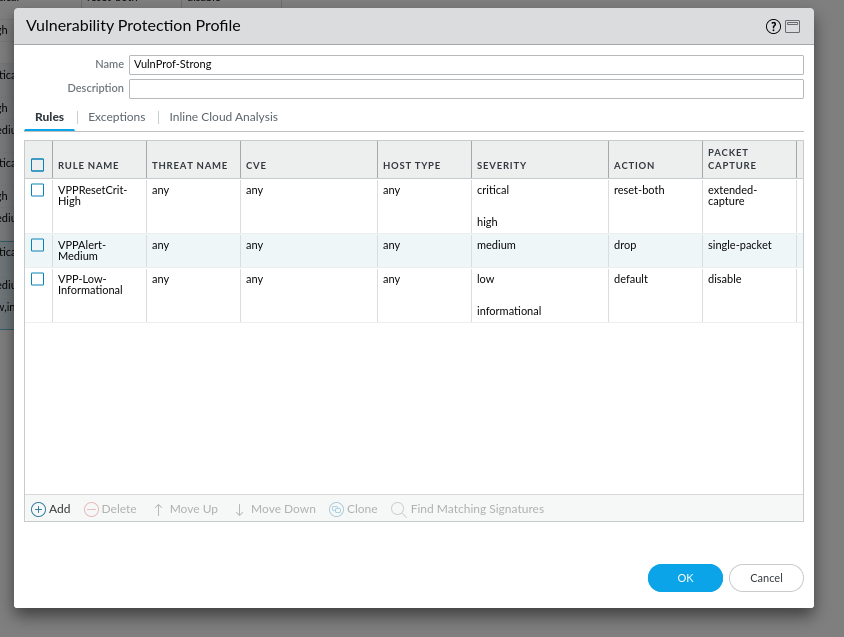 Vulnerability Protection Profile
Name VulnProf-Strong
Description
Rules Exceptions Inline Cloud Analysis
RULE NAME THREAT NAME CVE HOST TYPE SEVERITY ACTION PACKET CAPTURE
VPPResetCrit-High any any any critical reset-both extended-capture
high
VPPAlert-Medium any any any medium drop single-packet
VPP-Low-Informational any any any low default disable
informational
Add Delete Move Up Move Down Clone Find Matching Signatures
OK Cancel